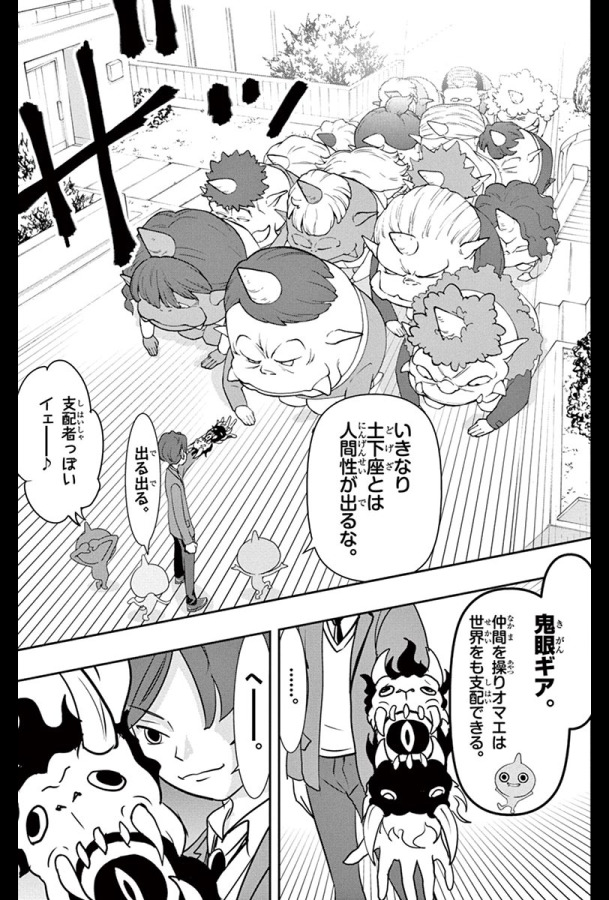 ザッ
いきなり
土下座とは
人間性が出るな。
出る出る。
支配者っぽい
イェーー♪
鬼眼ギア。
仲間を操りオマエは
世界をも支配できる。
………。
へーー。